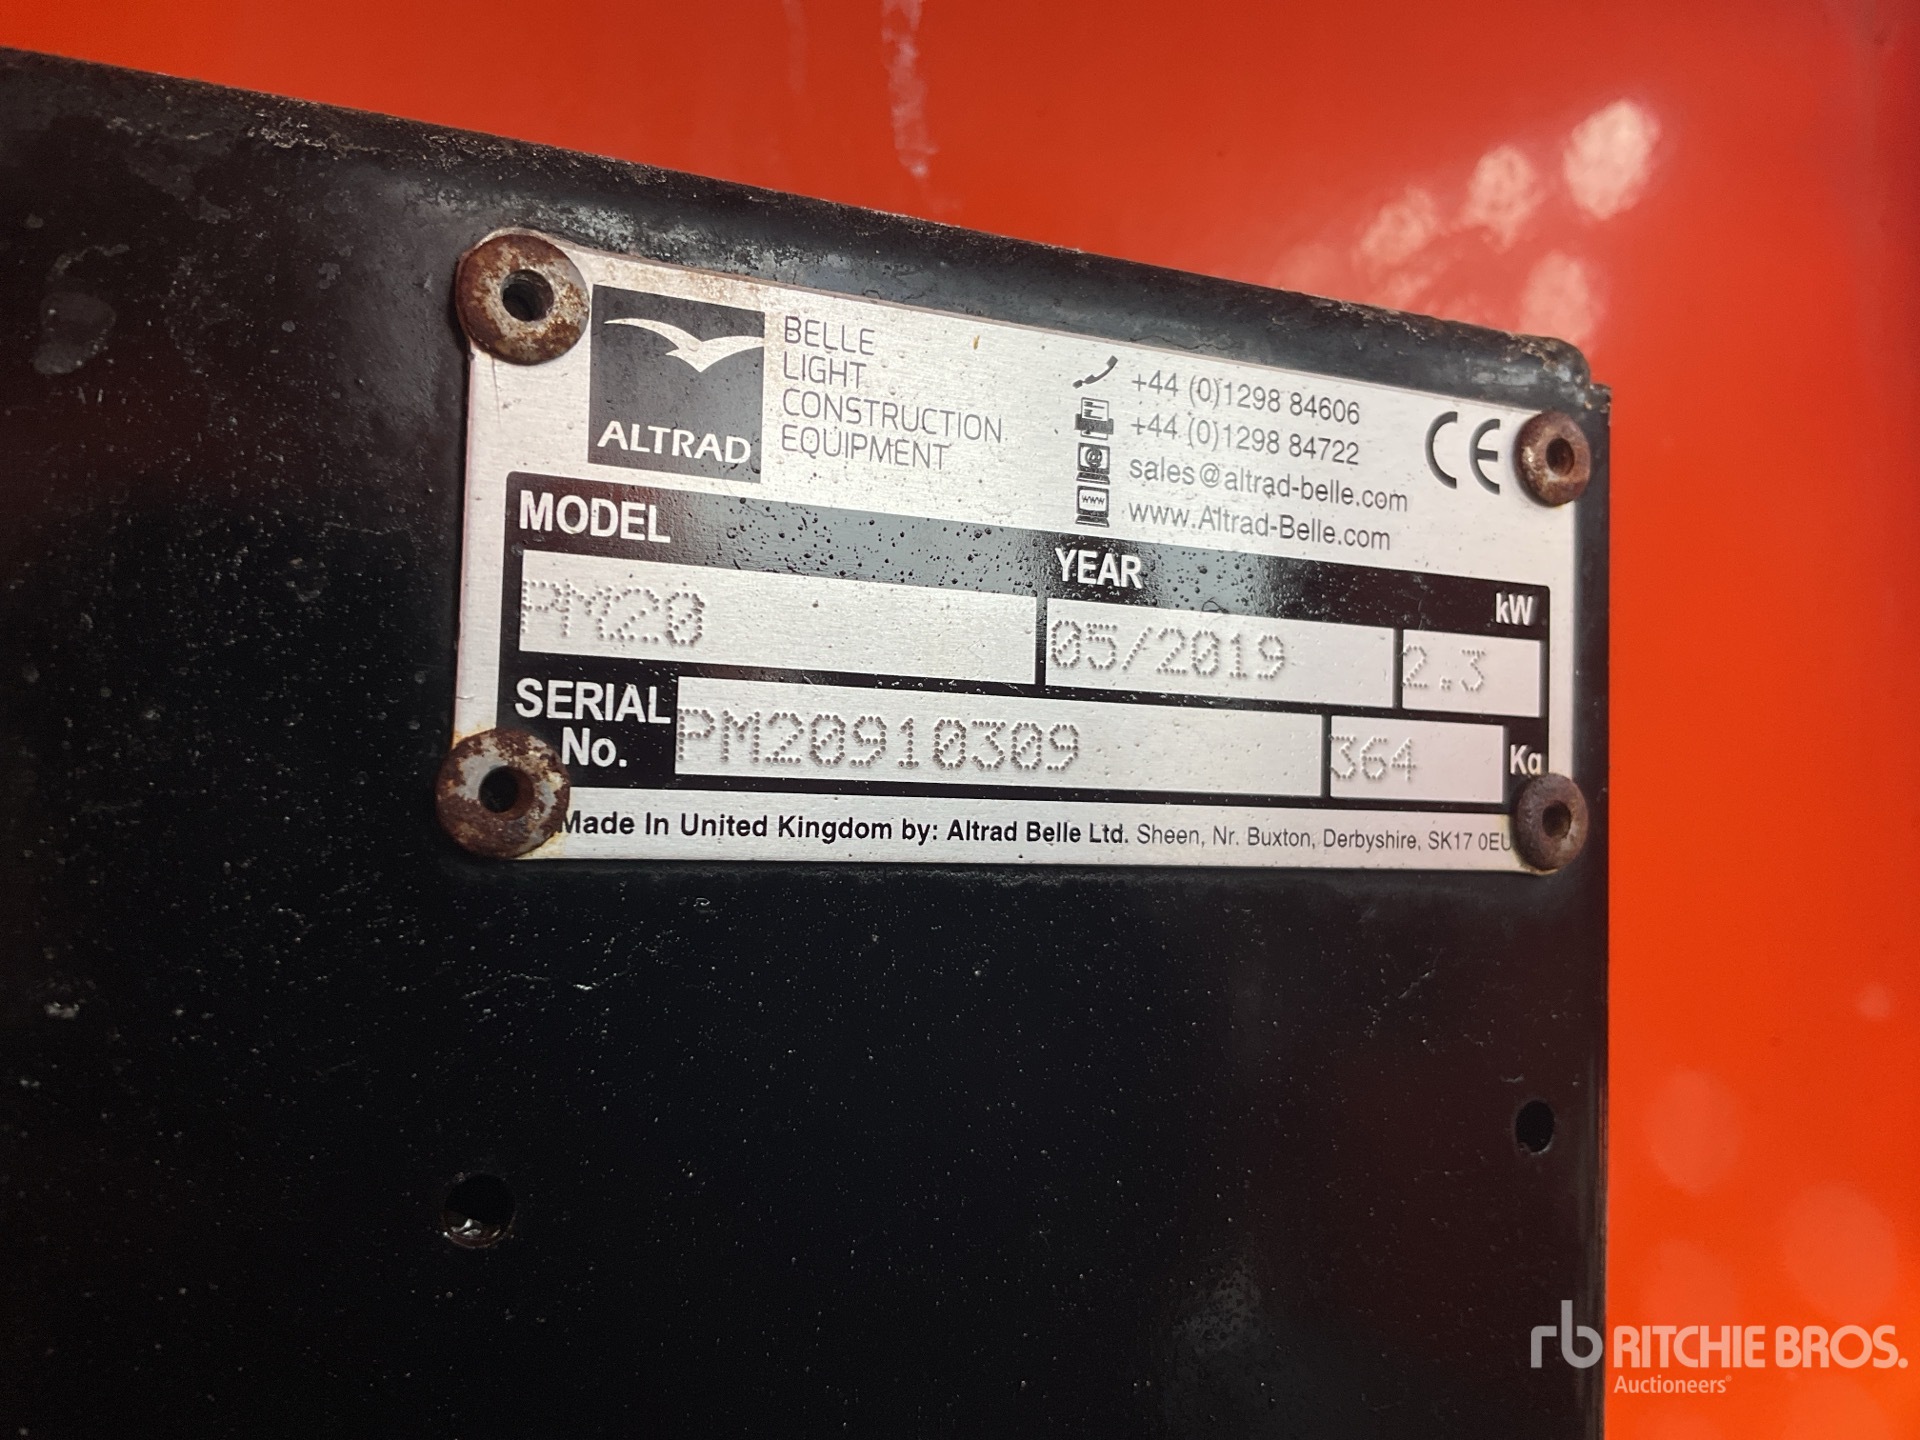 ALTRAD
BELLE
LIGHT
CONSTRUCTION
EQUIPMENT
+44 (0)1298 84606
+44 (0)1298 84722
sales@altrad-belle.com
www.Altrad-Belle.com
CE
MODEL
YEAR
kW
PM20
05/2019
2.3
SERIAL No.
PM20910309
364
Kg
Made In United Kingdom by: Altrad Belle Ltd. Sheen, Nr. Buxton, Derbyshire, SK17 0EU
rb RITCHIE BROS.
Auctioneers